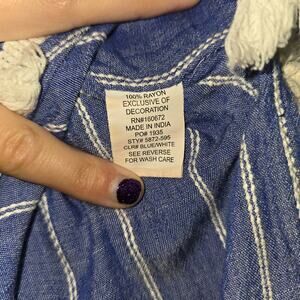 100% RAYON
EXCLUSIVE OF
DECORATION
RN#160672
MADE IN INDIA
PO# 1935
STY# 5872-595
CLR# BLUE/WHITE
SEE REVERSE
FOR WASH CARE